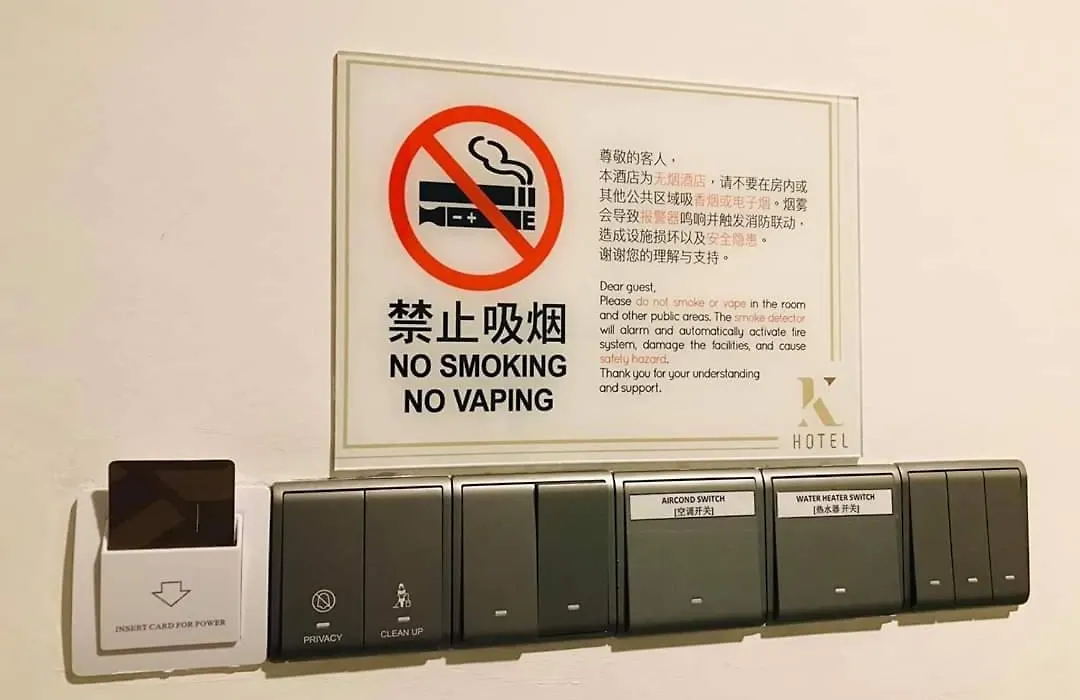 禁止吸烟
NO SMOKING
NO VAPING
尊敬的客人，
本酒店为无烟酒店，请不要在房内或
其他公共区域吸香烟或电子烟。烟雾
会导致报警器鸣响并触发消防联动，
造成设施损坏以及安全隐患。
谢谢您的理解与支持。
Dear guest,
Please do not smoke or vape in the room
and other public areas. The smoke detector
will alarm and automatically activate fire
system, damage the facilities, and cause
safety hazard.
Thank you for your understanding
and support.
K
HOTEL
E
INSERT CARD FOR POWER
PRIVACY
CLEAN UP
AIRCOND SWITCH
[空调开关]
WATER HEATER SWITCH
[热水器 开关]